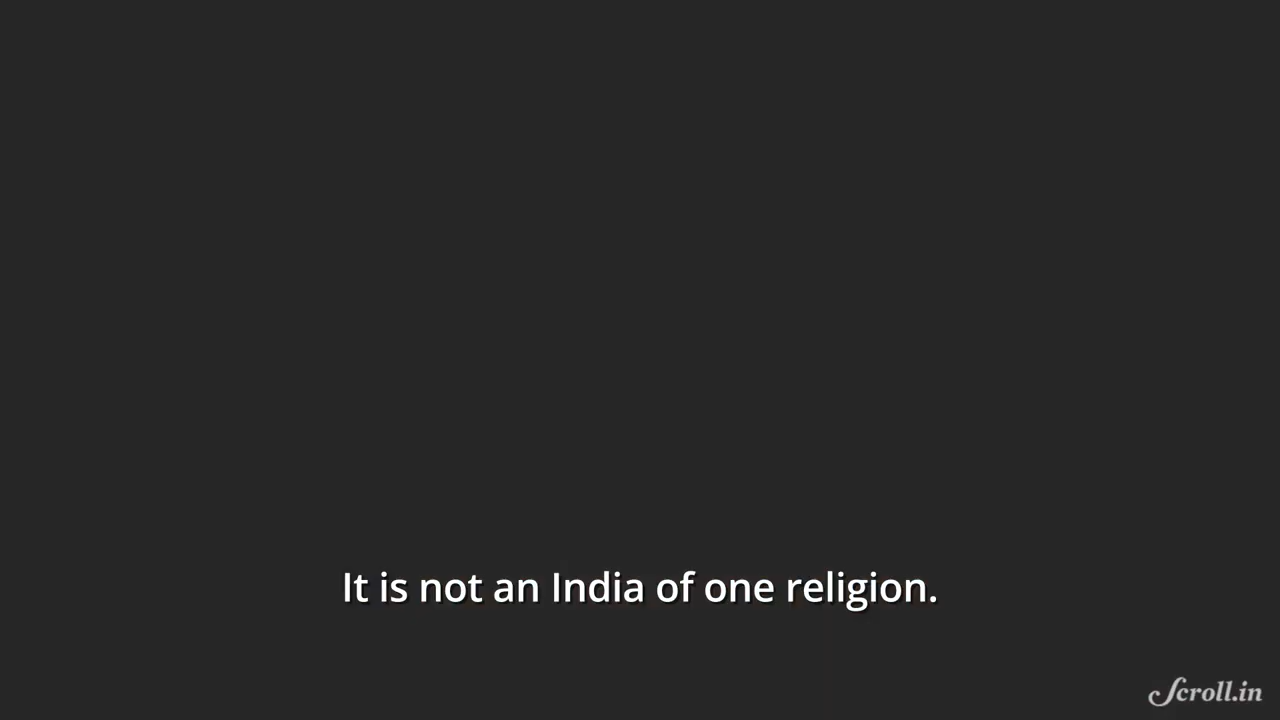 It is not an India of one religion.
Scroll.in